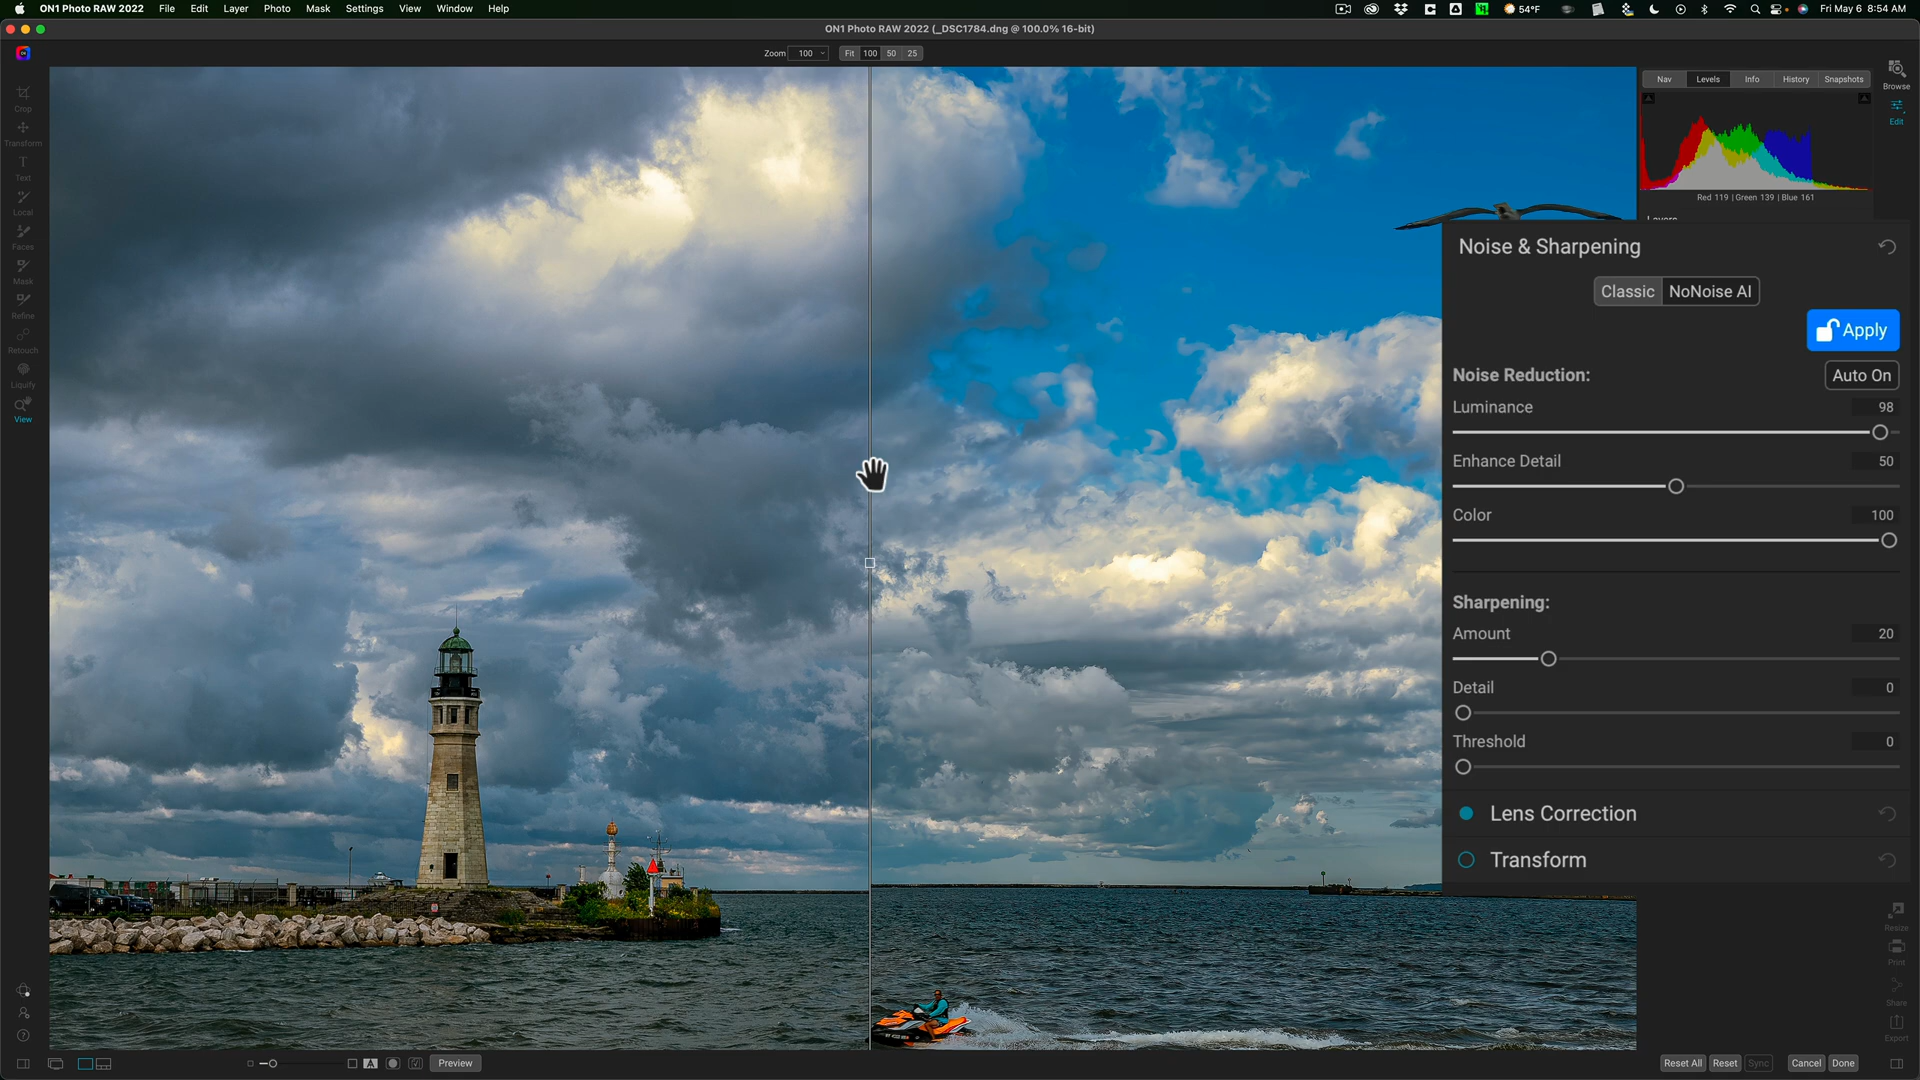 ON1 Photo RAW 2022 File Edit Layer Photo Mask Settings View Window Help 54°F Fri May 6 8:54 AM
ON1 Photo RAW 2022 (_DSC1784.dng @ 100.0% 16-bit)
Zoom 100 Fit 100 50 25
Nav Levels Info History Snapshots
Browse
Edit
Crop
Transform
Text
Local
Faces
Mask
Refine
Retouch
Liquify
View
Red 119 | Green 139 | Blue 161
Layers
Noise & Sharpening
Classic NoNoise AI
Apply
Noise Reduction: Auto On
Luminance 98
Enhance Detail 50
Color 100
Sharpening:
Amount 20
Detail 0
Threshold 0
Lens Correction
Transform
Resize
Print
Share
Export
Preview
Reset All Reset Sync Cancel Done